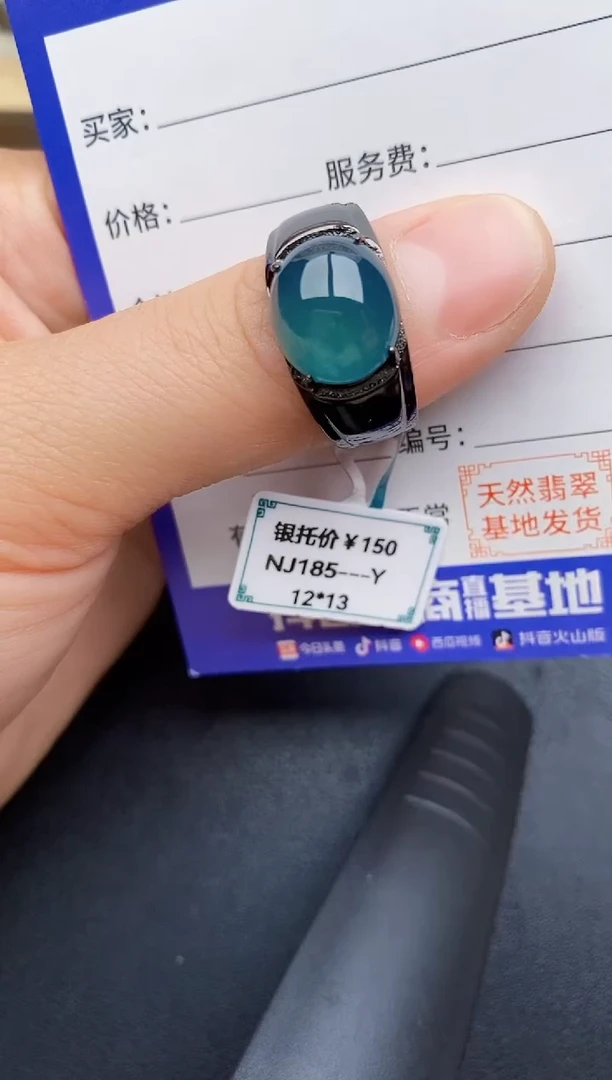 买家：
服务费：
价格：
编号：
天然翡翠
基地发货
银托价￥150
NJ185---Y
12*13
直播基地
今日头条 抖音 西瓜视频 抖音火山版